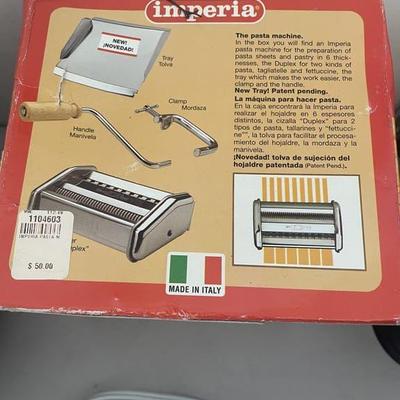 imperia®
NEW!
¡NOVEDAD!
Tray
Tolva
Clamp
Mordaza
Handle
Manivela
The pasta machine.
In the box you will find an Imperia
pasta machine for the preparation of
pasta sheets and pastry in 6 thick-
nesses, the Duplex for two kinds of
pasta, tagliatelle and fettuccine, the
tray which makes the work easier, the
clamp and the handle.
New Tray! Patent pending.
La máquina para hacer pasta.
En la caja encontrará la Imperia para
realizar el hojaldre en 6 espesores
distintos, la cizalla "Duplex" para 2
tipos de pasta, tallarines y "fettucci-
ne", la tolva para facilitar el procesa-
miento del hojaldre, la mordaza y la
manivela.
¡Novedad! tolva de sujeción del
hojaldre patentada (Patent Pend.).
1104603
IMPERIA PASTA M
$ 50.00
plex"
MADE IN ITALY